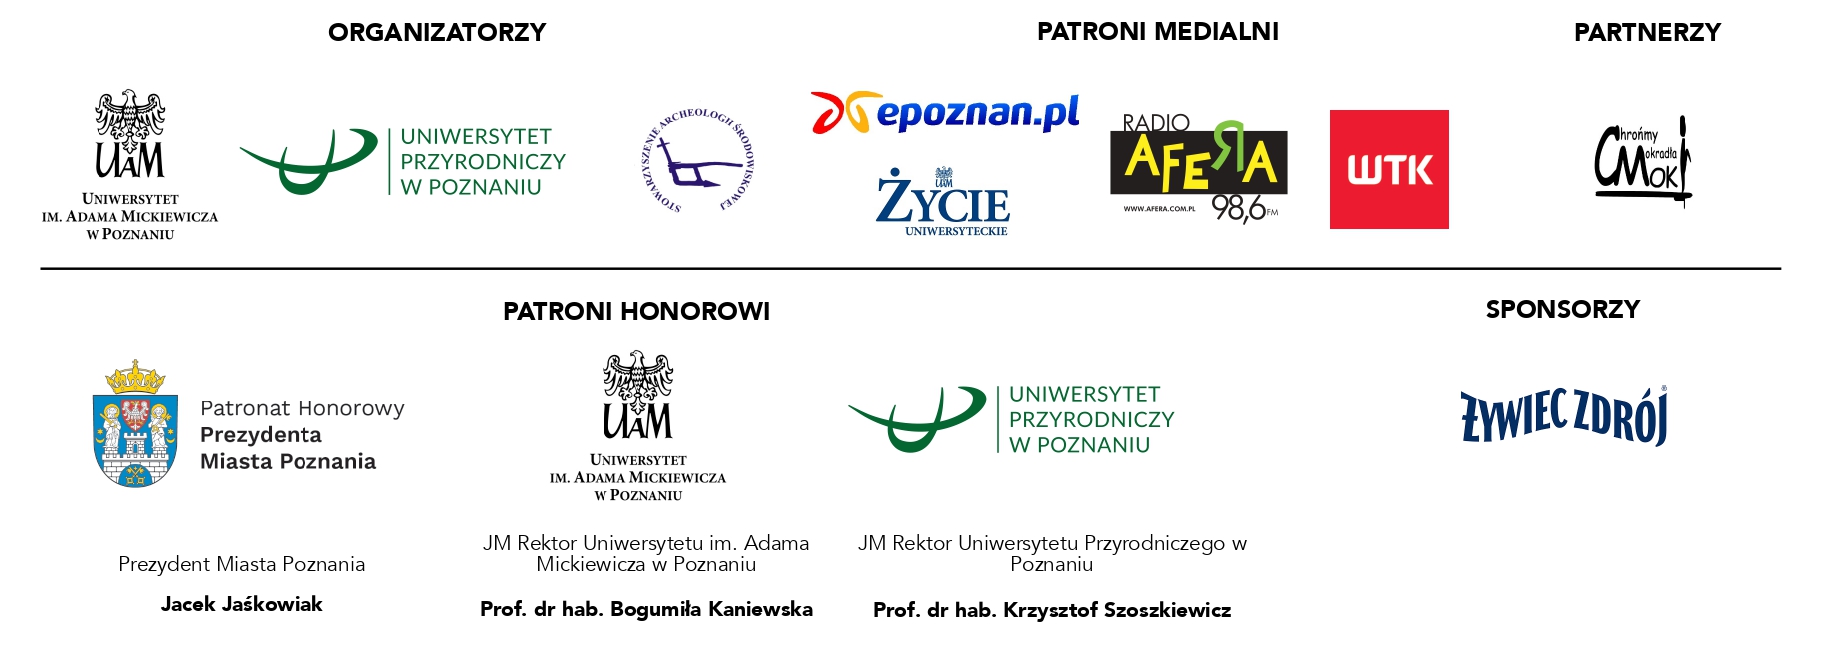 ORGANIZATORZY
PATRONI MEDIALNI
PARTNERZY
UAM
UNIWERSYTET
IM. ADAMA MICKIEWICZA
W POZNANIU
UNIWERSYTET
PRZYRODNICZY
W POZNANIU
STOWARZYSZENIE ARCHEOLOGII ŚRODOWISKOWEJ
epoznan.pl
UAM
ŻYCIE
UNIWERSYTECKIE
RADIO
AFERA
WWW.AFERA.COM.PL
98,6 FM
WTK
Chrońmy
Mokradła
CMOK!
PATRONI HONOROWI
SPONSORZY
Patronat Honorowy
Prezydenta
Miasta Poznania
UAM
UNIWERSYTET
IM. ADAMA MICKIEWICZA
W POZNANIU
UNIWERSYTET
PRZYRODNICZY
W POZNANIU
ŻYWIEC ZDRÓJ®
Prezydent Miasta Poznania
Jacek Jaśkowiak
JM Rektor Uniwersytetu im. Adama
Mickiewicza w Poznaniu
Prof. dr hab. Bogumiła Kaniewska
JM Rektor Uniwersytetu Przyrodniczego w
Poznaniu
Prof. dr hab. Krzysztof Szoszkiewicz